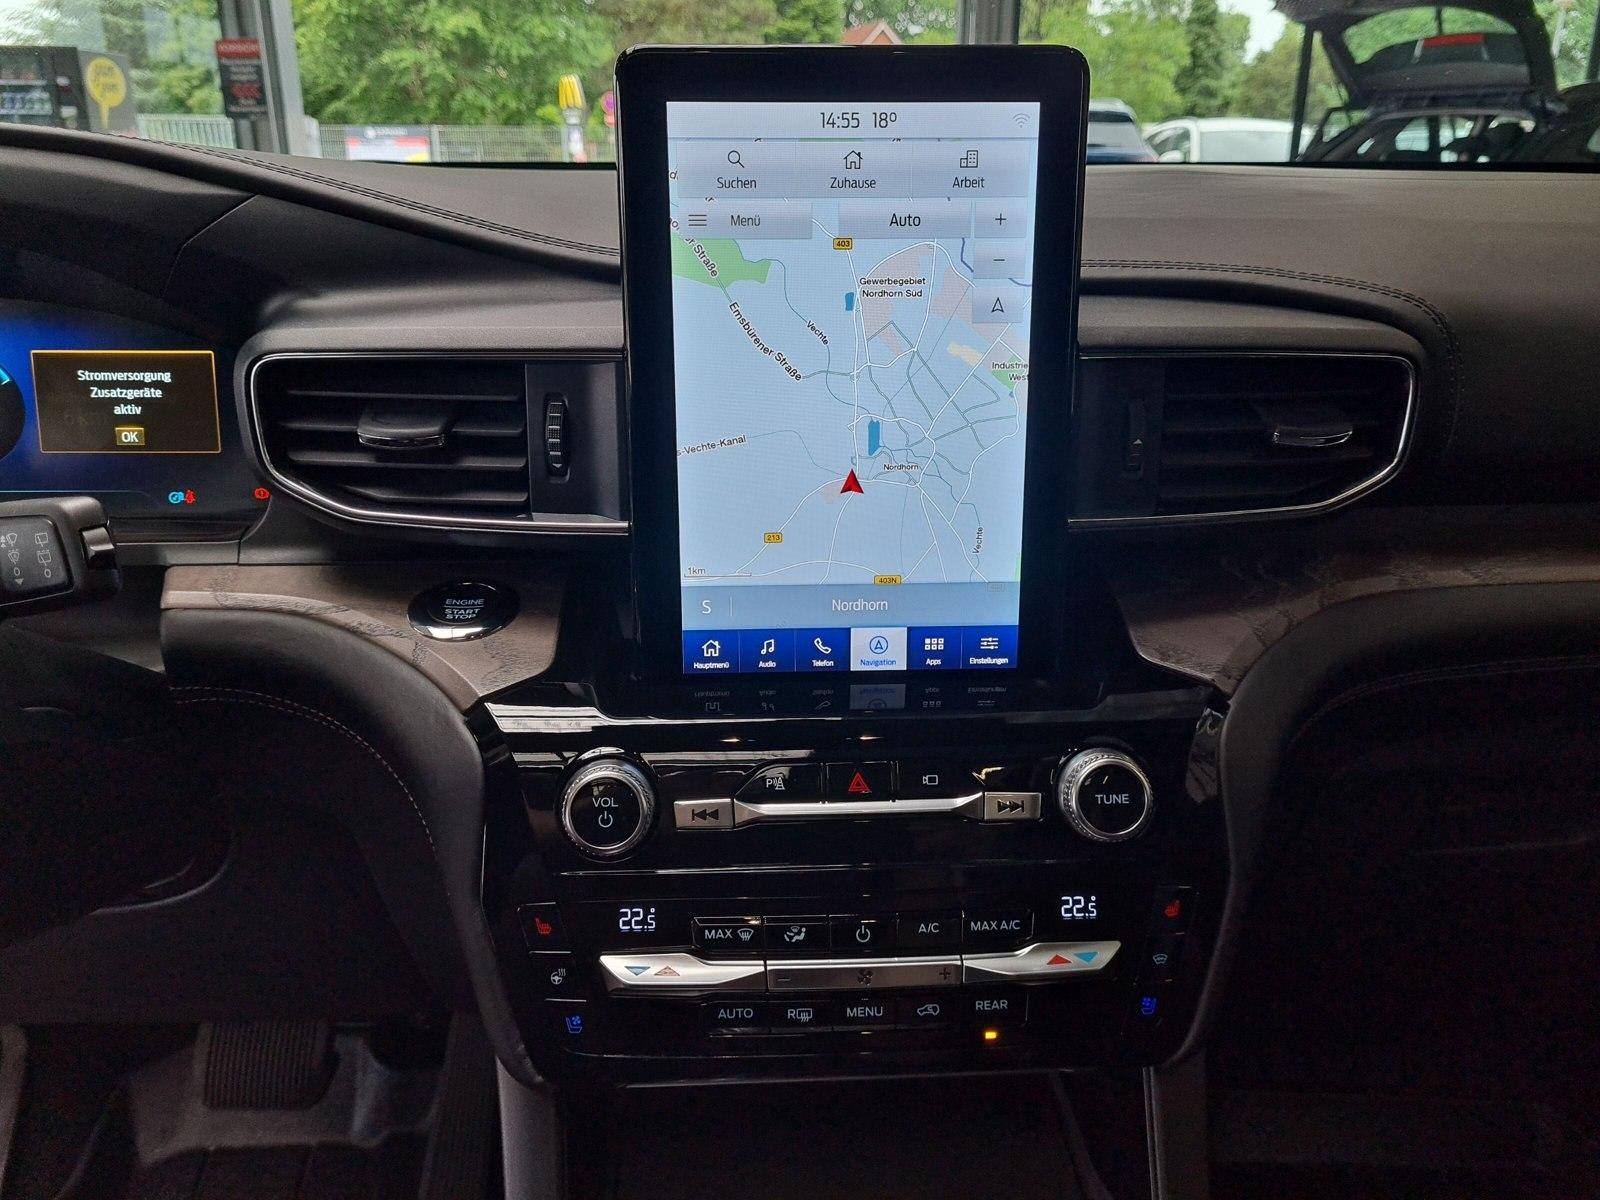 14:55 18°
Suchen
Zuhause
Arbeit
Menü
Auto
+
−
403
Gewerbegebiet
Nordhorn Süd
Straße
Emsbürener Straße
Vechte
Industrie
West
s-Vechte-Kanal
Nordhorn
213
Vechte
1km
403N
S
Nordhorn
Hauptmenü
Audio
Telefon
Navigation
Apps
Einstellungen
Stromversorgung
Zusatzgeräte
aktiv
OK
ENGINE
START
STOP
VOL
TUNE
22.5
MAX
A/C
MAX A/C
22.5
AUTO
R
MENU
REAR